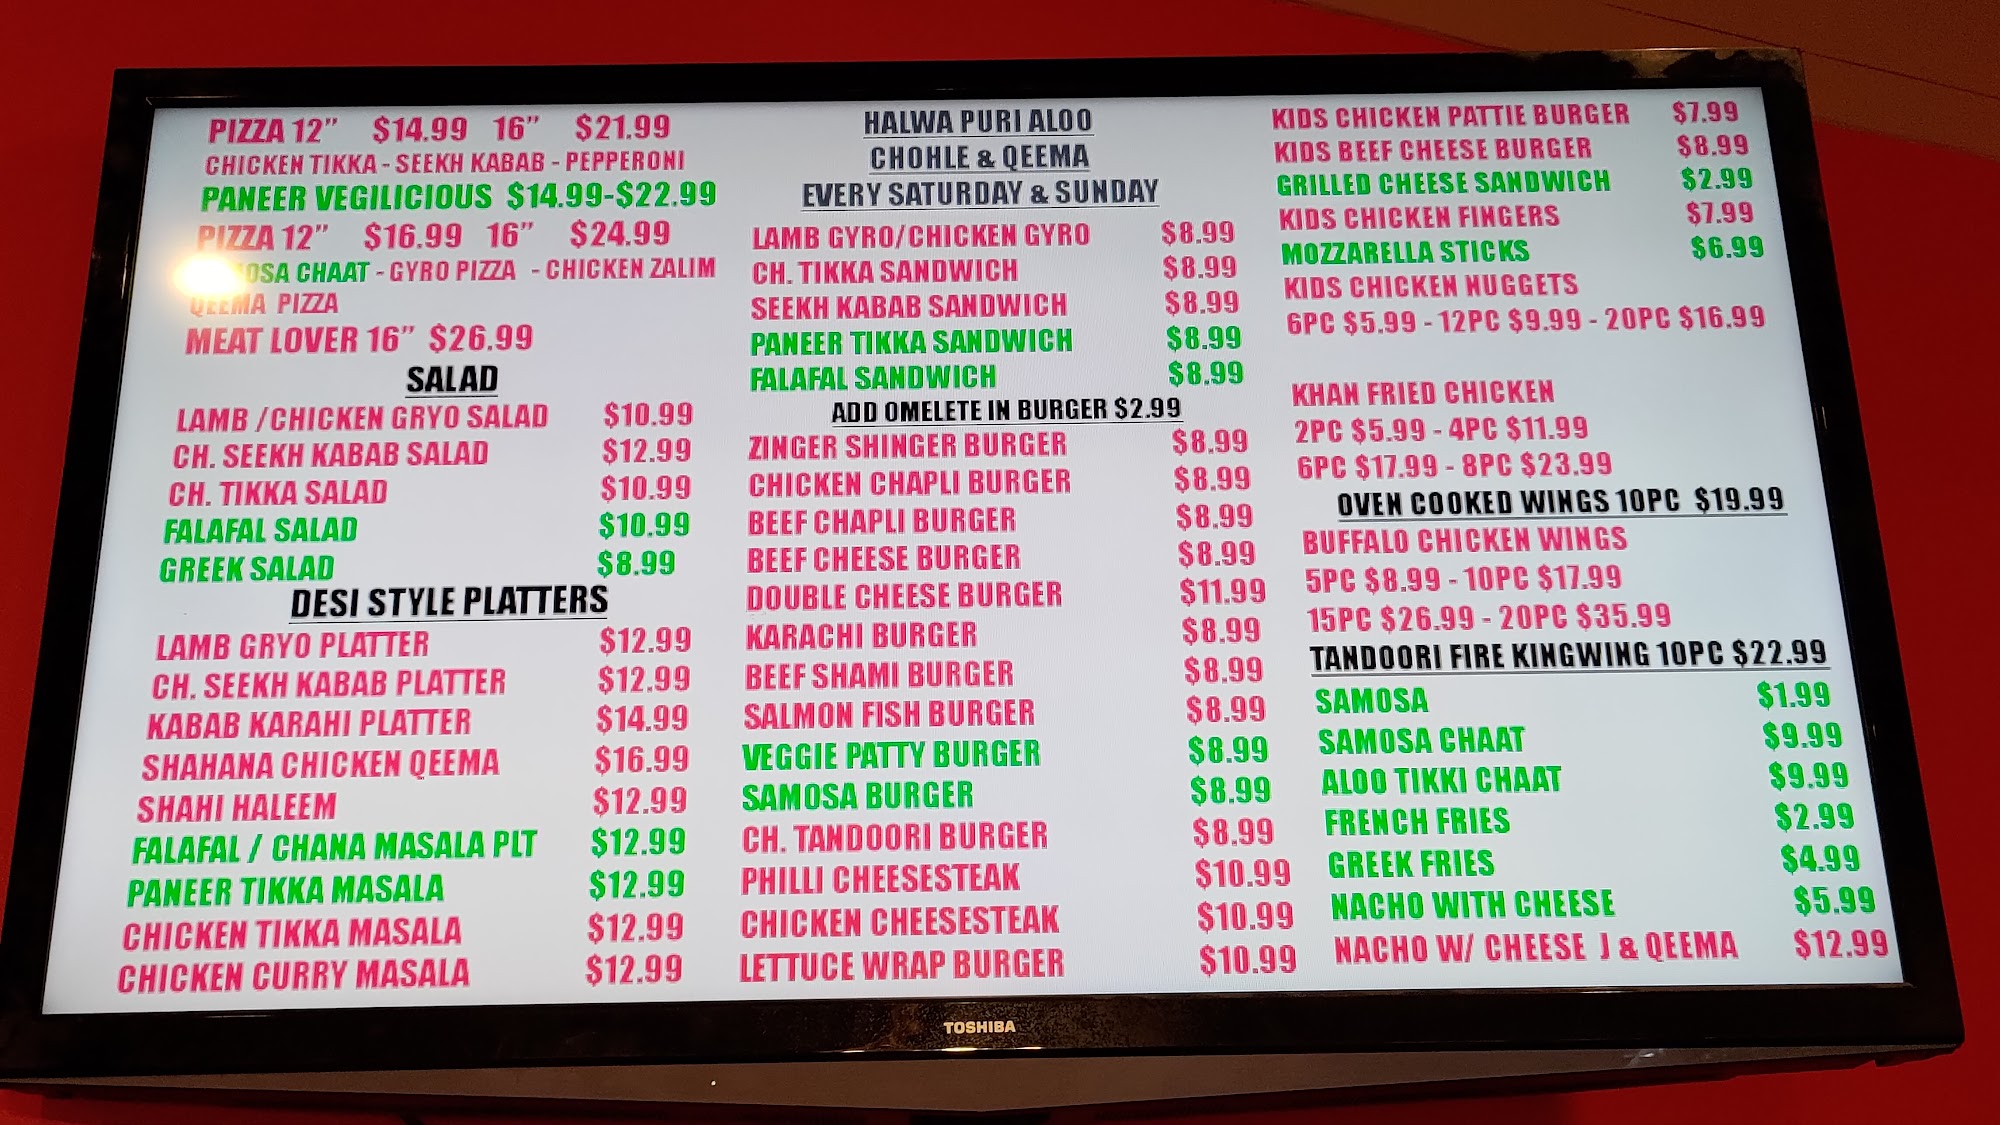 PIZZA 12" $14.99 16" $21.99
CHICKEN TIKKA - SEEKH KABAB - PEPPERONI
PANEER VEGILICIOUS $14.99-$22.99
PIZZA 12" $16.99 16" $24.99
CHAAT - GYRO PIZZA - CHICKEN ZALIM
QEEMA PIZZA
MEAT LOVER 16" $26.99
SALAD
LAMB /CHICKEN GRYO SALAD $10.99
CH. SEEKH KABAB SALAD $12.99
CH. TIKKA SALAD $10.99
FALAFAL SALAD $10.99
GREEK SALAD $8.99
DESI STYLE PLATTERS
LAMB GRYO PLATTER $12.99
CH. SEEKH KABAB PLATTER $12.99
KABAB KARAHI PLATTER $14.99
SHAHANA CHICKEN QEEMA $16.99
SHAHI HALEEM $12.99
FALAFAL / CHANA MASALA PLT $12.99
PANEER TIKKA MASALA $12.99
CHICKEN TIKKA MASALA $12.99
CHICKEN CURRY MASALA $12.99
HALWA PURI ALOO
CHOHLE & QEEMA
EVERY SATURDAY & SUNDAY
LAMB GYRO/CHICKEN GYRO $8.99
CH. TIKKA SANDWICH $8.99
SEEKH KABAB SANDWICH $8.99
PANEER TIKKA SANDWICH $8.99
FALAFAL SANDWICH $8.99
ADD OMELETE IN BURGER $2.99
ZINGER SHINGER BURGER $8.99
CHICKEN CHAPLI BURGER $8.99
BEEF CHAPLI BURGER $8.99
BEEF CHEESE BURGER $8.99
DOUBLE CHEESE BURGER $11.99
KARACHI BURGER $8.99
BEEF SHAMI BURGER $8.99
SALMON FISH BURGER $8.99
VEGGIE PATTY BURGER $8.99
SAMOSA BURGER $8.99
CH. TANDOORI BURGER $8.99
PHILLI CHEESESTEAK $10.99
CHICKEN CHEESESTEAK $10.99
LETTUCE WRAP BURGER $10.99
KIDS CHICKEN PATTIE BURGER $7.99
KIDS BEEF CHEESE BURGER $8.99
GRILLED CHEESE SANDWICH $2.99
KIDS CHICKEN FINGERS $7.99
MOZZARELLA STICKS $6.99
KIDS CHICKEN NUGGETS
6PC $5.99 - 12PC $9.99 - 20PC $16.99
KHAN FRIED CHICKEN
2PC $5.99 - 4PC $11.99
6PC $17.99 - 8PC $23.99
OVEN COOKED WINGS 10PC $19.99
BUFFALO CHICKEN WINGS
5PC $8.99 - 10PC $17.99
15PC $26.99 - 20PC $35.99
TANDOORI FIRE KINGWING 10PC $22.99
SAMOSA $1.99
SAMOSA CHAAT $9.99
ALOO TIKKI CHAAT $9.99
FRENCH FRIES $2.99
GREEK FRIES $4.99
NACHO WITH CHEESE $5.99
NACHO W/ CHEESE J & QEEMA $12.99
TOSHIBA